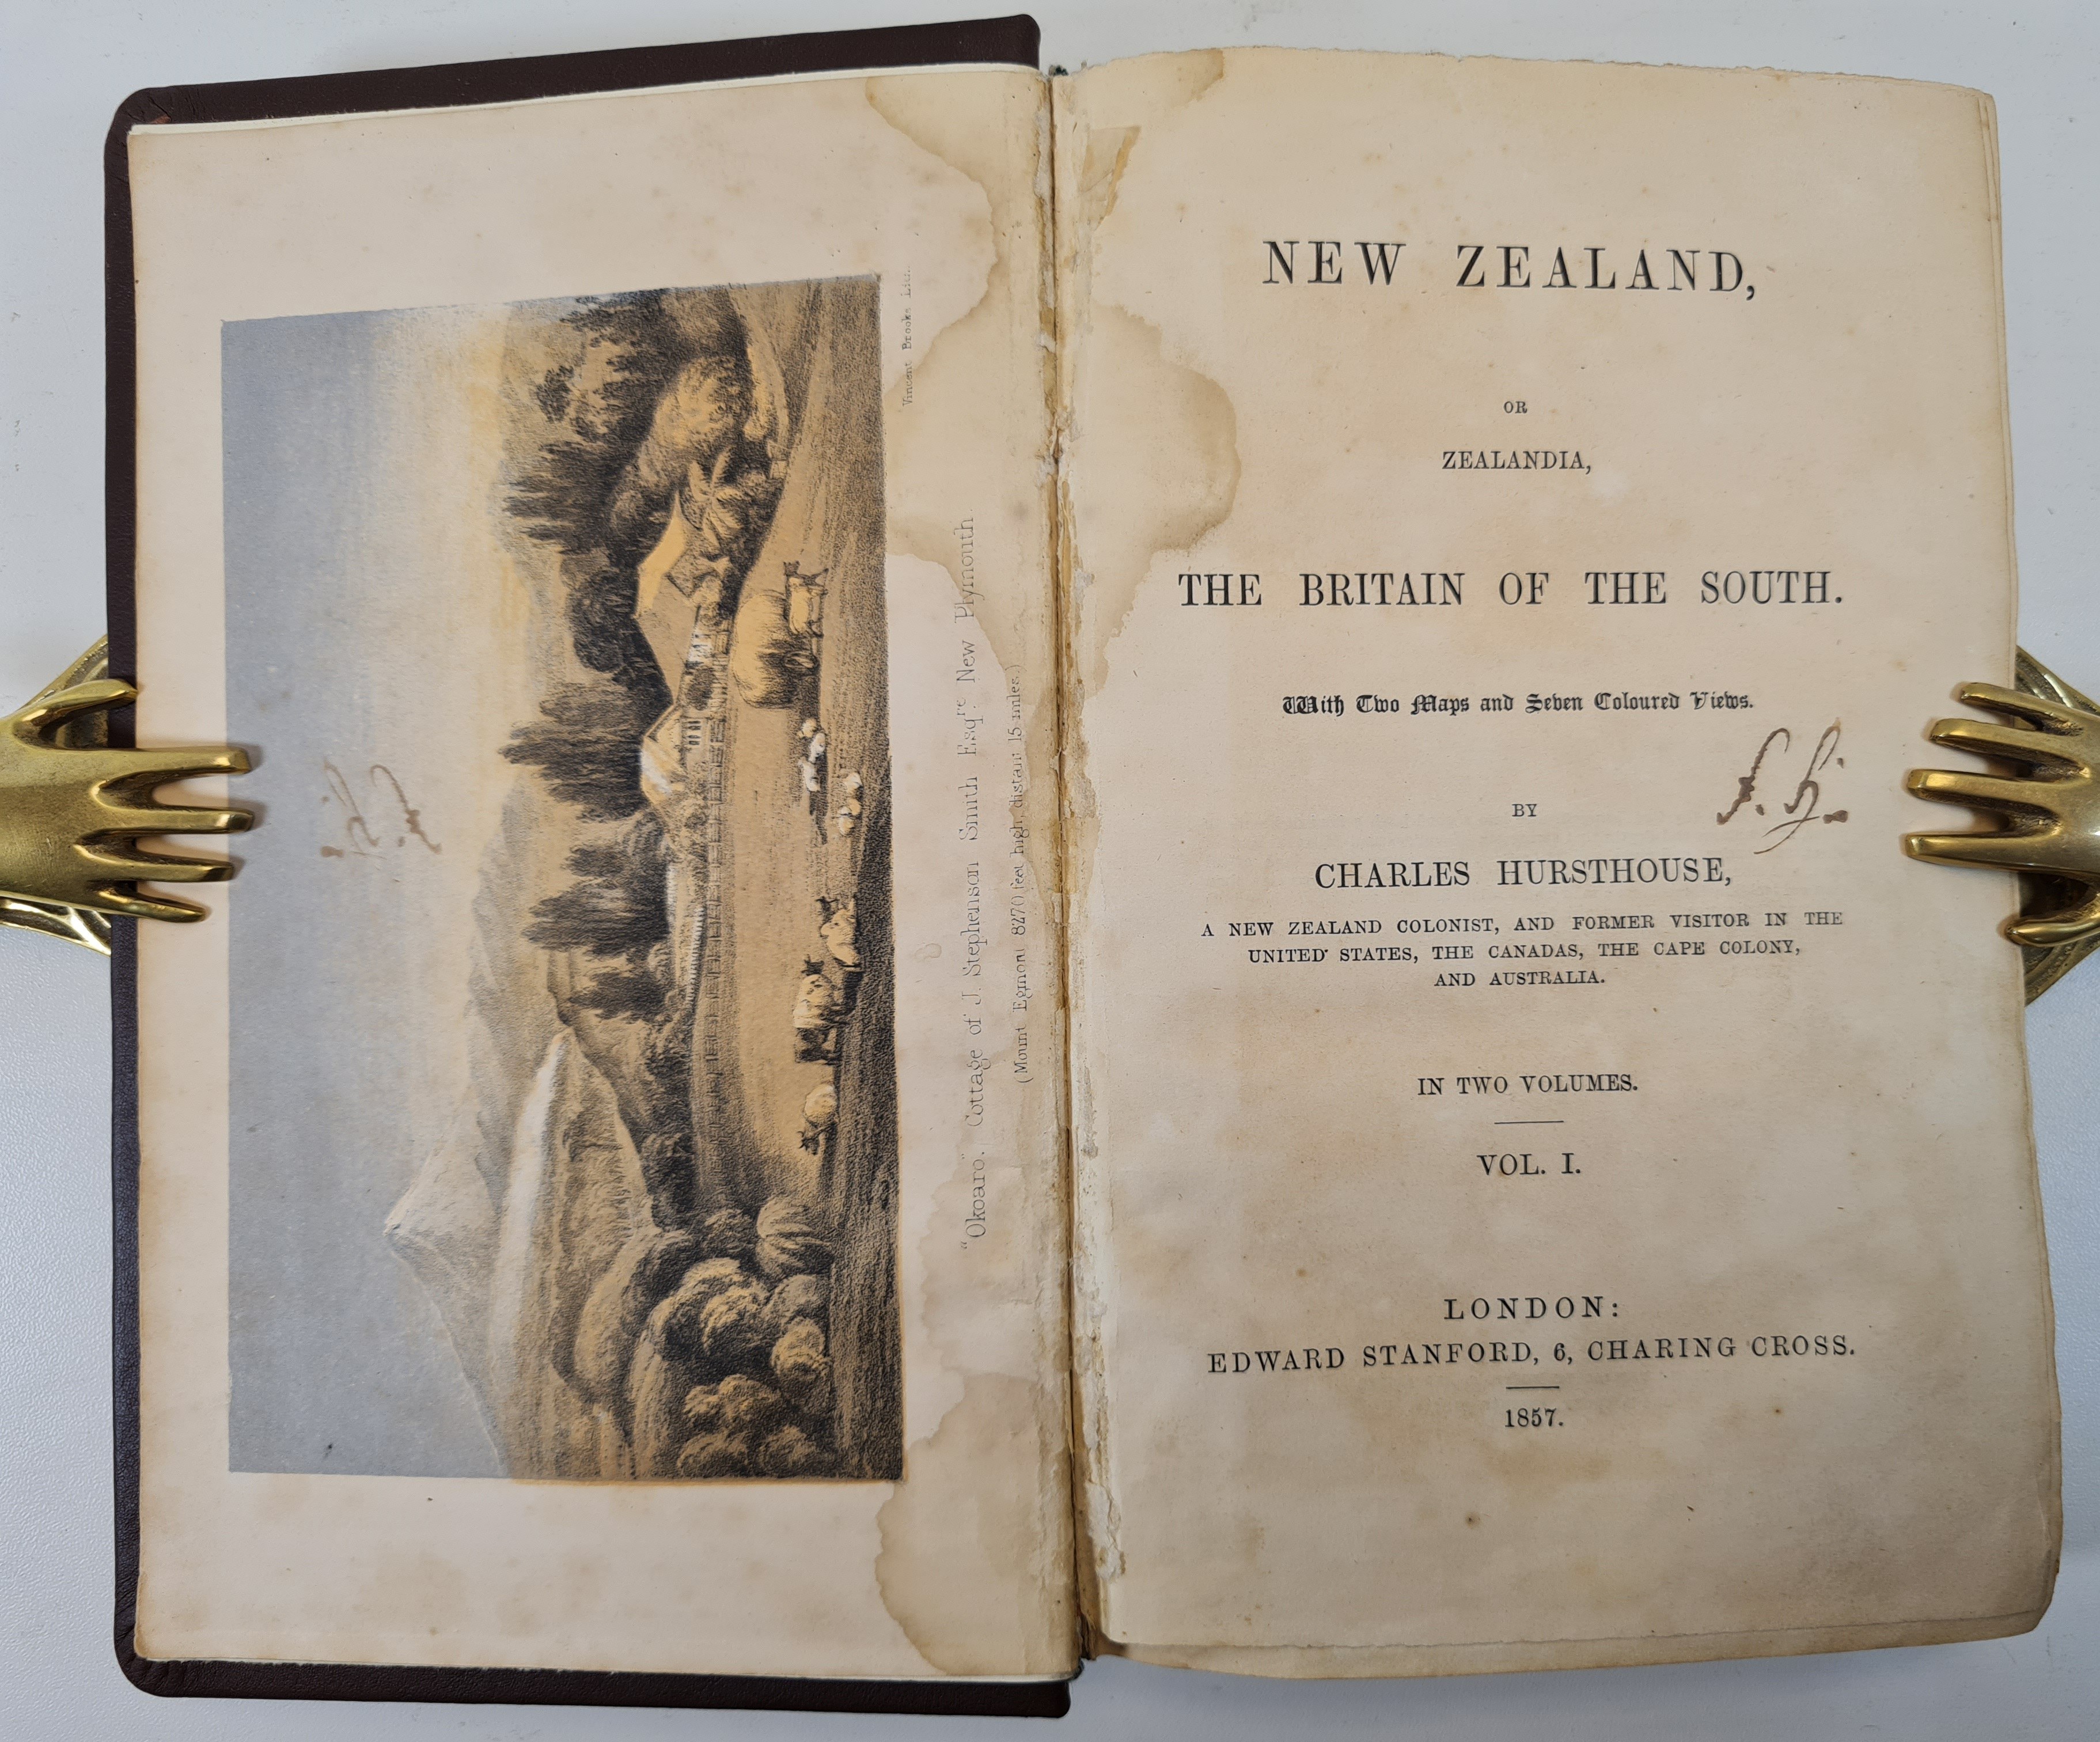 Vincent Brooks Lith.
"Okoaro," Cottage of J. Stephenson Smith Esqre. New Plymouth
(Mount Egmont 8270 feet high, distant 15 miles.)
NEW ZEALAND,
OR
ZEALANDIA,
THE BRITAIN OF THE SOUTH.
With Two Maps and Seven Coloured Views.
BY
CHARLES HURSTHOUSE,
A NEW ZEALAND COLONIST, AND FORMER VISITOR IN THE
UNITED STATES, THE CANADAS, THE CAPE COLONY,
AND AUSTRALIA.
IN TWO VOLUMES.
VOL. I.
LONDON:
EDWARD STANFORD, 6, CHARING CROSS.
1857.